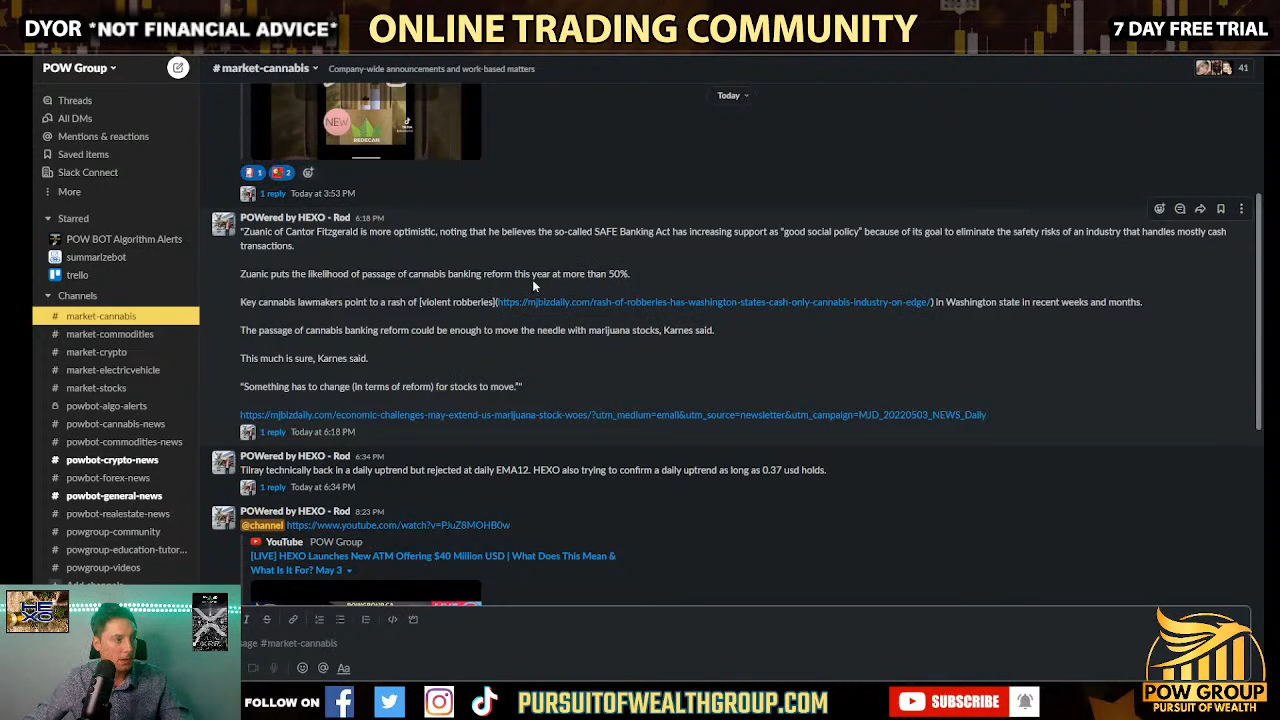 DYOR *NOT FINANCIAL ADVICE*
ONLINE TRADING COMMUNITY
7 DAY FREE TRIAL
POW Group
# market-cannabis
Company-wide announcements and work-based matters
41
Threads
All DMs
Mentions & reactions
Saved items
Slack Connect
More
Starred
POW BOT Algorithm Alerts
summarizebot
trello
Channels
# market-cannabis
# market-commodities
# market-crypto
# market-electricvehicle
# market-stocks
powbot-algo-alerts
# powbot-cannabis-news
# powbot-commodities-news
# powbot-crypto-news
# powbot-forex-news
# powbot-general-news
# powbot-realestate-news
# powgroup-community
# powgroup-education-tutor...
# powgroup-videos
Add channels
Today
NEW
REDECAN
1
2
1 reply Today at 3:53 PM
POWered by HEXO - Rod 6:18 PM
"Zuanic of Cantor Fitzgerald is more optimistic, noting that he believes the so-called SAFE Banking Act has increasing support as “good social policy” because of its goal to eliminate the safety risks of an industry that handles mostly cash
transactions.
Zuanic puts the likelihood of passage of cannabis banking reform this year at more than 50%.
Key cannabis lawmakers point to a rash of [violent robberies](https://mjbizdaily.com/rash-of-robberies-has-washington-states-cash-only-cannabis-industry-on-edge/) in Washington state in recent weeks and months.
The passage of cannabis banking reform could be enough to move the needle with marijuana stocks, Karnes said.
This much is sure, Karnes said.
“Something has to change (in terms of reform) for stocks to move.”"
https://mjbizdaily.com/economic-challenges-may-extend-us-marijuana-stock-woes/?utm_medium=email&utm_source=newsletter&utm_campaign=MJD_20220503_NEWS_Daily
1 reply Today at 6:18 PM
POWered by HEXO - Rod 6:34 PM
Tilray technically back in a daily uptrend but rejected at daily EMA12. HEXO also trying to confirm a daily uptrend as long as 0.37 usd holds.
1 reply Today at 6:34 PM
POWered by HEXO - Rod 8:23 PM
@channel https://www.youtube.com/watch?v=PJuZ8MOHB0w
YouTube POW Group
[LIVE] HEXO Launches New ATM Offering $40 Million USD | What Does This Mean &
What Is It For? May 3
sage #market-cannabis
Aa
HEXO
FOLLOW ON
PURSUITOFWEALTHGROUP.COM
SUBSCRIBE
POW GROUP
PURSUIT OF WEALTH